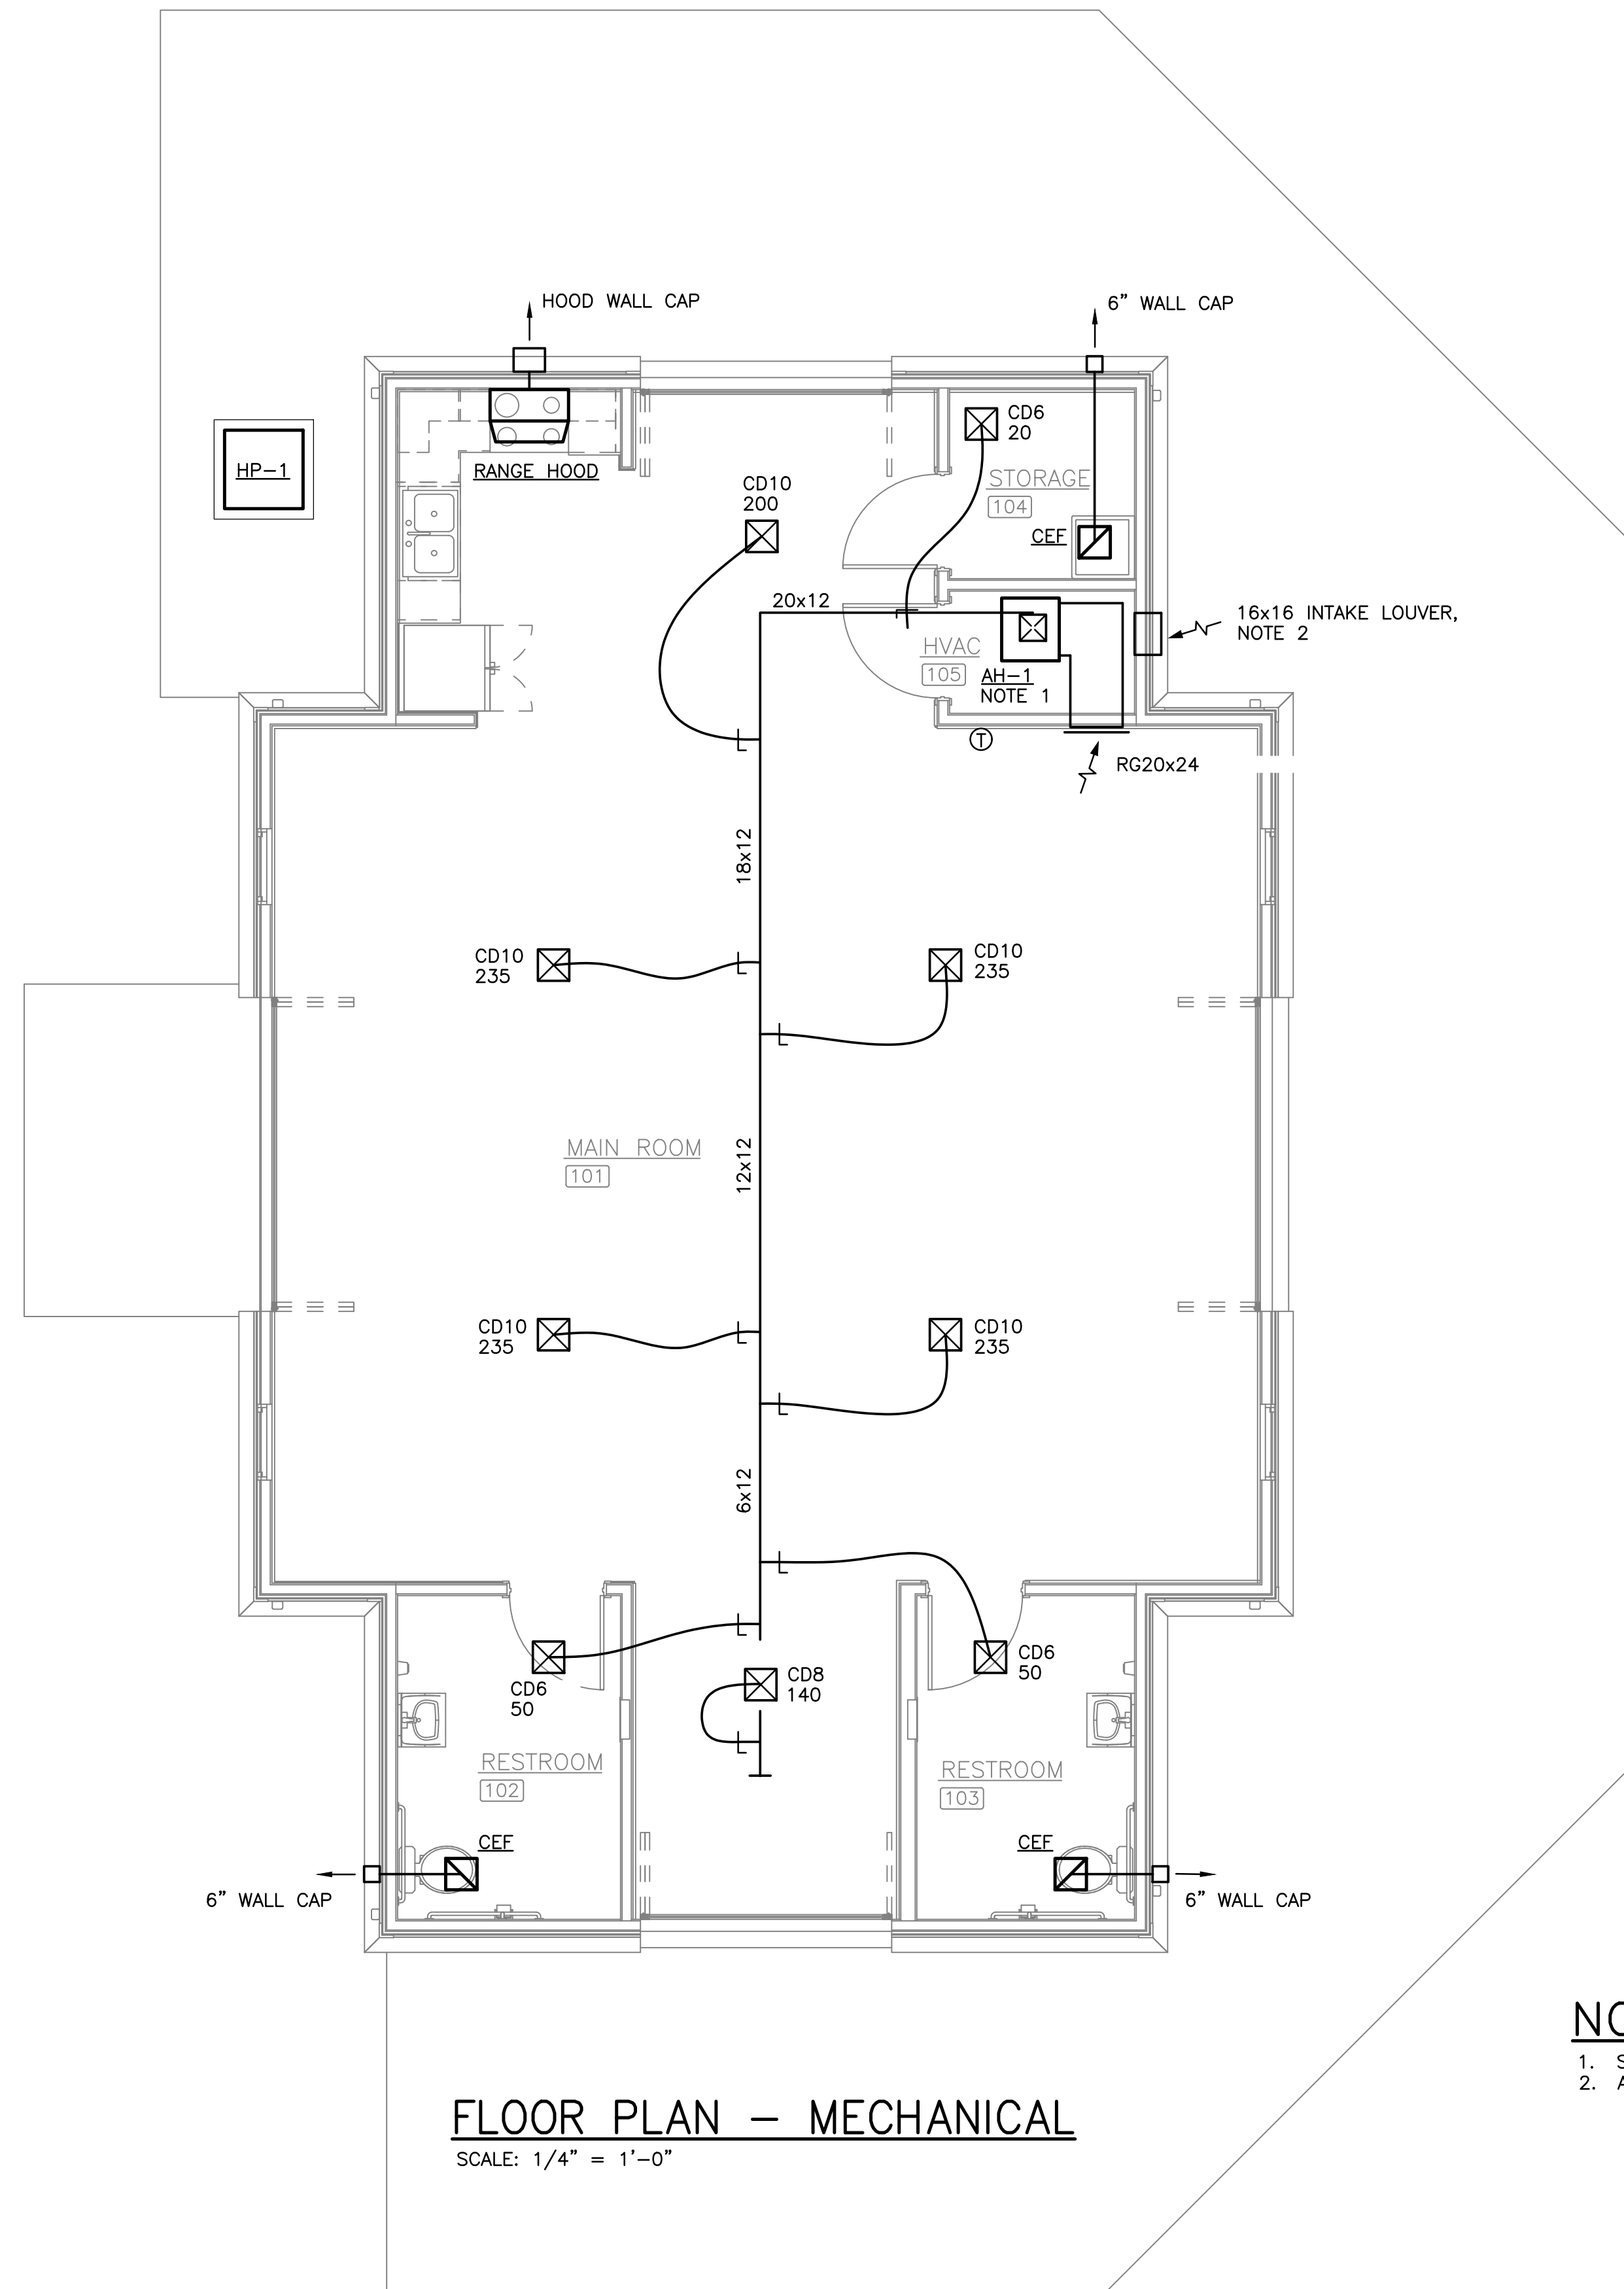 HOOD WALL CAP
6" WALL CAP
HP-1
RANGE HOOD
CD10
200
CD6
20
STORAGE
104
CEF
20x12
16x16 INTAKE LOUVER,
NOTE 2
HVAC
105
AH-1
NOTE 1
T
RG20x24
18x12
CD10
235
CD10
235
MAIN ROOM
101
12x12
CD10
235
CD10
235
6x12
CD6
50
CD8
140
CD6
50
RESTROOM
102
RESTROOM
103
CEF
CEF
6" WALL CAP
6" WALL CAP
FLOOR PLAN - MECHANICAL
SCALE: 1/4" = 1'-0"
1.
2.